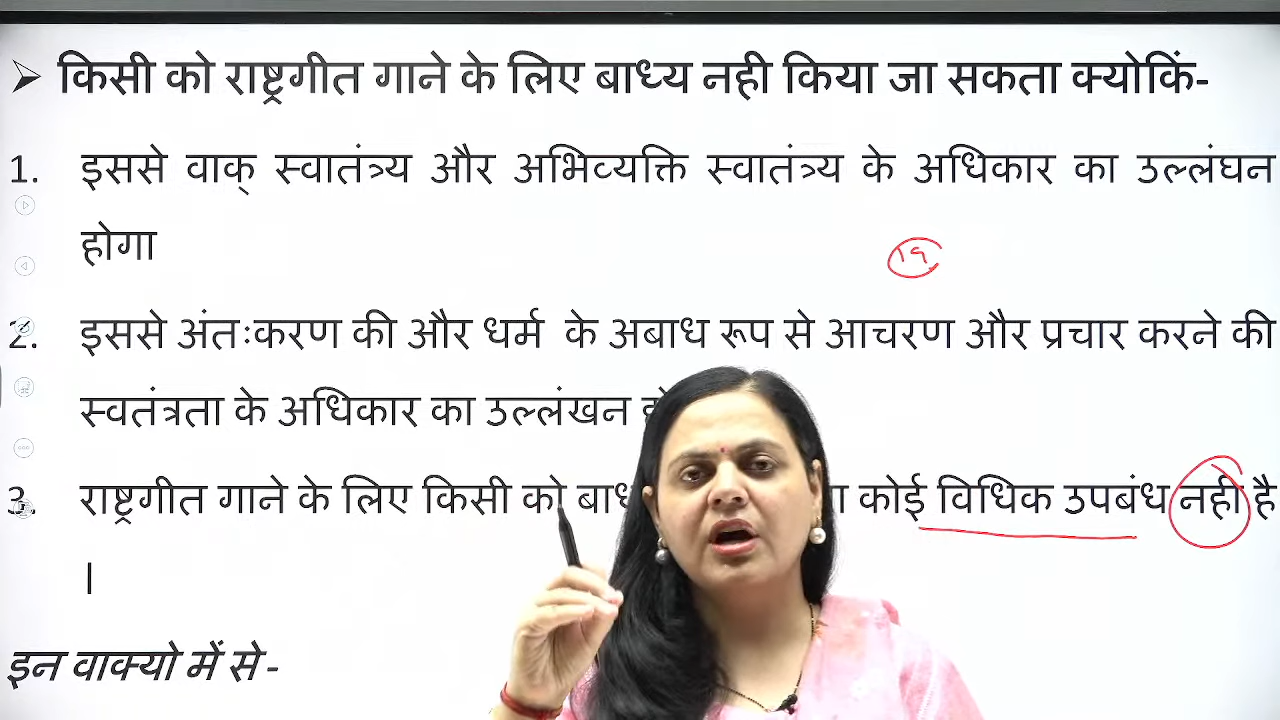 ➢ किसी को राष्ट्रगीत गाने के लिए बाध्य नही किया जा सकता क्योकिं-
1. इससे वाक् स्वातंत्र्य और अभिव्यक्ति स्वातंत्र्य के अधिकार का उल्लंघन
होगा
19
2. इससे अंतःकरण की और धर्म के अबाध रूप से आचरण और प्रचार करने की
स्वतंत्रता के अधिकार का उल्लंखन
3. राष्ट्रगीत गाने के लिए किसी को कोई विधिक उपबंध नही है
।
इन वाक्यो में से -